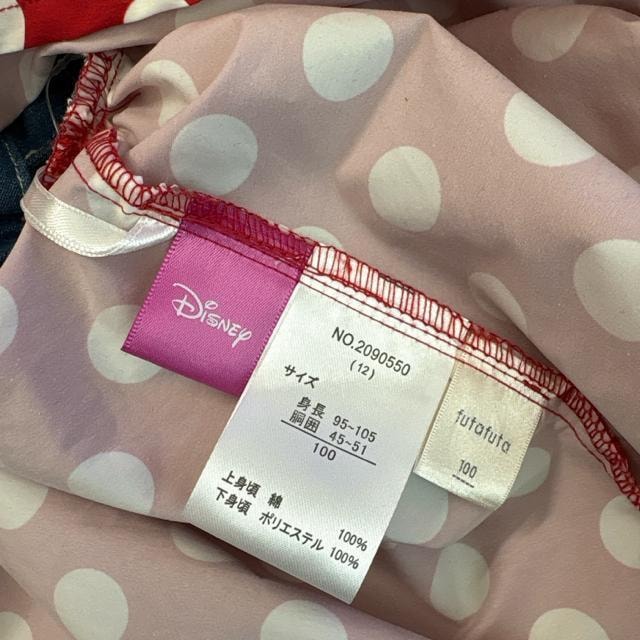 Disney
NO.2090550
(12)
サイズ
身長 95~105
胴囲 45~51
100
上身頃 綿 100%
下身頃 ポリエステル 100%
futafuta
100